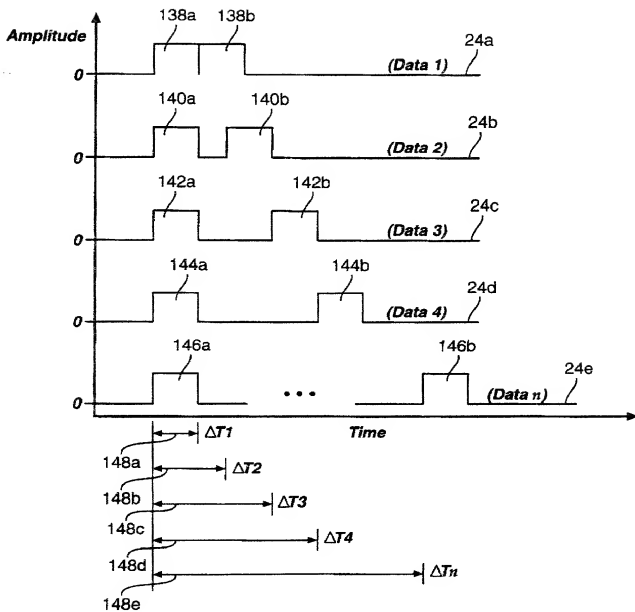 138a 138b
Amplitude
24a
(Data 1)
0
140a 140b
24b
(Data 2)
0
142a 142b
24c
(Data 3)
0
144a 144b
24d
(Data 4)
0
146a 146b
24e
(Data n)
0
ΔT1 Time
148a
ΔT2
148b
ΔT3
148c
ΔT4
148d
ΔTn
148e